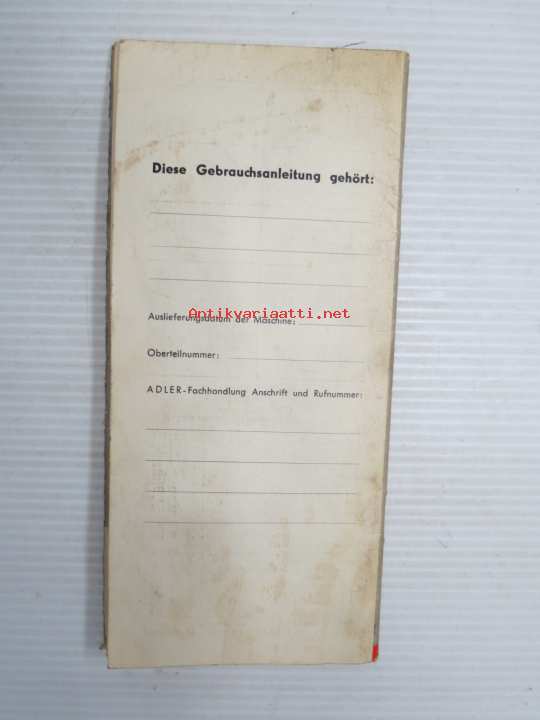 Diese Gebrauchsanleitung gehört:
Antikvariaatti.net
Auslieferungsdatum der Maschine:
Oberteilnummer:
ADLER-Fachhandlung Anschrift und Rufnummer: